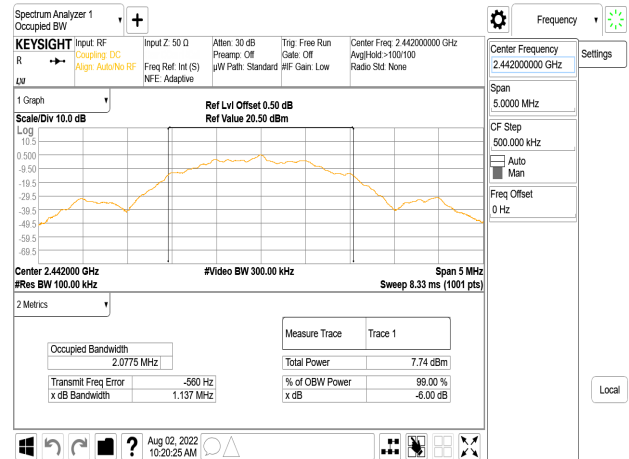 Spectrum Analyzer 1
Occupied BW
Frequency
KEYSIGHT
R
Input: RF
Coupling: DC
Align: Auto/No RF
Input Z: 50 Ω
Freq Ref: Int (S)
NFE: Adaptive
Atten: 30 dB
Preamp: Off
µW Path: Standard
Trig: Free Run
Gate: Off
#IF Gain: Low
Center Freq: 2.442000000 GHz
Avg|Hold:>100/100
Radio Std: None
Center Frequency
2.442000000 GHz
Settings
Span
5.0000 MHz
CF Step
500.000 kHz
Auto
Man
Freq Offset
0 Hz
Local
1 Graph
Scale/Div 10.0 dB
Ref Lvl Offset 0.50 dB
Ref Value 20.50 dBm
Log
10.5
0.500
-9.50
-19.5
-29.5
-39.5
-49.5
-59.5
-69.5
Center 2.442000 GHz
#Video BW 300.00 kHz
Span 5 MHz
#Res BW 100.00 kHz
Sweep 8.33 ms (1001 pts)
2 Metrics
Measure Trace
Trace 1
Occupied Bandwidth
2.0775 MHz
Total Power
7.74 dBm
Transmit Freq Error
-560 Hz
% of OBW Power
99.00 %
x dB Bandwidth
1.137 MHz
x dB
-6.00 dB
?
Aug 02, 2022
10:20:25 AM